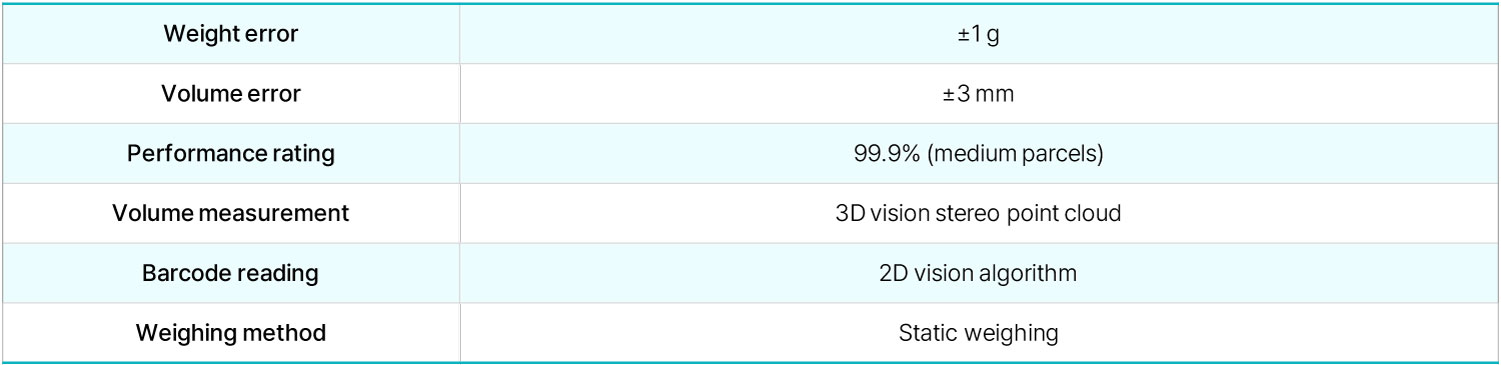 Weight error ±1 g
Volume error ±3 mm
Performance rating 99.9% (medium parcels)
Volume measurement 3D vision stereo point cloud
Barcode reading 2D vision algorithm
Weighing method Static weighing